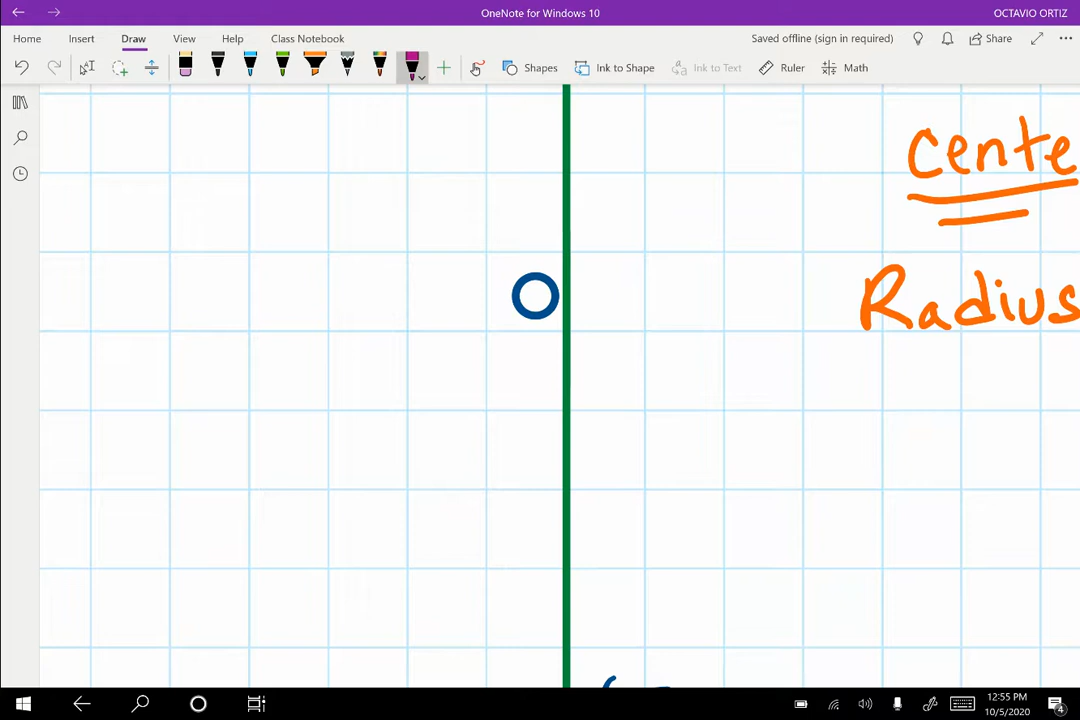 OneNote for Windows 10
OCTAVIO ORTIZ
Home Insert Draw View Help Class Notebook
Saved offline (sign in required)
Share
Shapes Ink to Shape Ink to Text Ruler Math
Cente
Radius
12:55 PM
10/5/2020
4